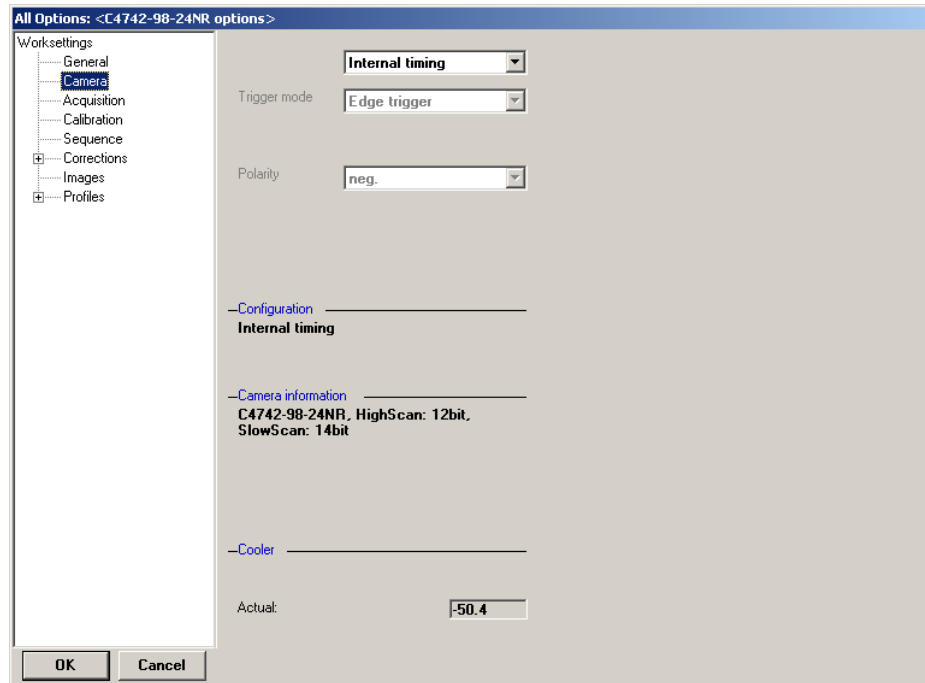 All Options: <C4742-98-24NR options>
Worksettings
General
Camera
Acquisition
Calibration
Sequence
Corrections
Images
Profiles
Internal timing
Trigger mode
Edge trigger
Polarity
neg.
Configuration
Internal timing
Camera information
C4742-98-24NR, HighScan: 12bit,
SlowScan: 14bit
Cooler
Actual:
-50.4
OK
Cancel